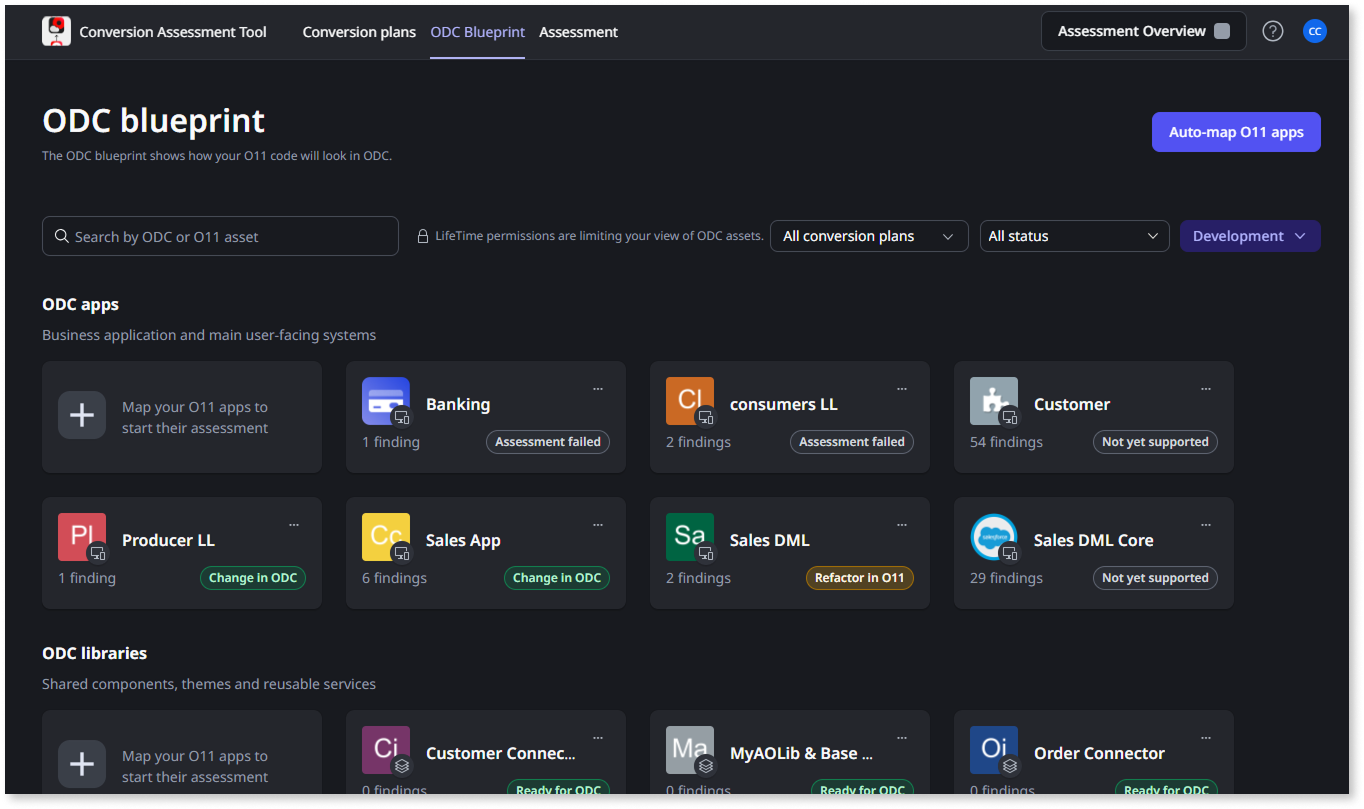 Conversion Assessment Tool
Conversion plans
ODC Blueprint
Assessment
Assessment Overview
?
CC
ODC blueprint
The ODC blueprint shows how your O11 code will look in ODC.
Auto-map O11 apps
Search by ODC or O11 asset
LifeTime permissions are limiting your view of ODC assets.
All conversion plans
All status
Development
ODC apps
Business application and main user-facing systems
Map your O11 apps to
start their assessment
Banking
1 finding
Assessment failed
Cl
consumers LL
2 findings
Assessment failed
Customer
54 findings
Not yet supported
Pl
Producer LL
1 finding
Change in ODC
Cc
Sales App
6 findings
Change in ODC
Sa
Sales DML
2 findings
Refactor in O11
salesforce
Sales DML Core
29 findings
Not yet supported
ODC libraries
Shared components, themes and reusable services
Map your O11 apps to
start their assessment
Ci
Customer Connec...
0 findings
Ready for ODC
Ma
MyAOLib & Base ...
0 findings
Ready for ODC
Oi
Order Connector
0 findings
Ready for ODC